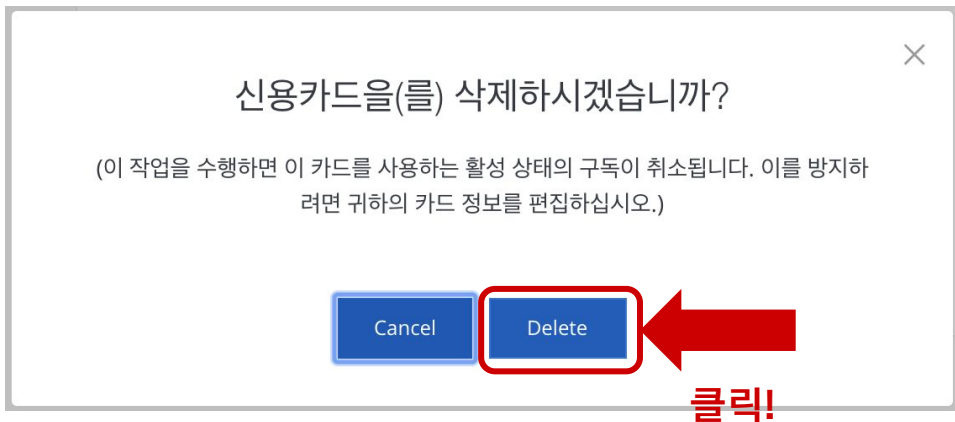 신용카드을(를) 삭제하시겠습니까?
(이 작업을 수행하면 이 카드를 사용하는 활성 상태의 구독이 취소됩니다. 이를 방지하
려면 귀하의 카드 정보를 편집하십시오.)
Cancel Delete
클릭!